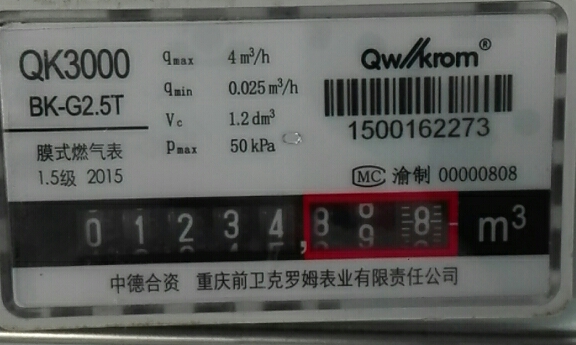 QK3000
BK-G2.5T
膜式燃气表
1.5级 2015
qmax 4 m³/h
qmin 0.025 m³/h
Vc 1.2 dm³
pmax 50 kPa
Qwkrom®
1500162273
MC 渝制 00000808
01234,888 m³
中德合资 重庆前卫克罗姆表业有限责任公司